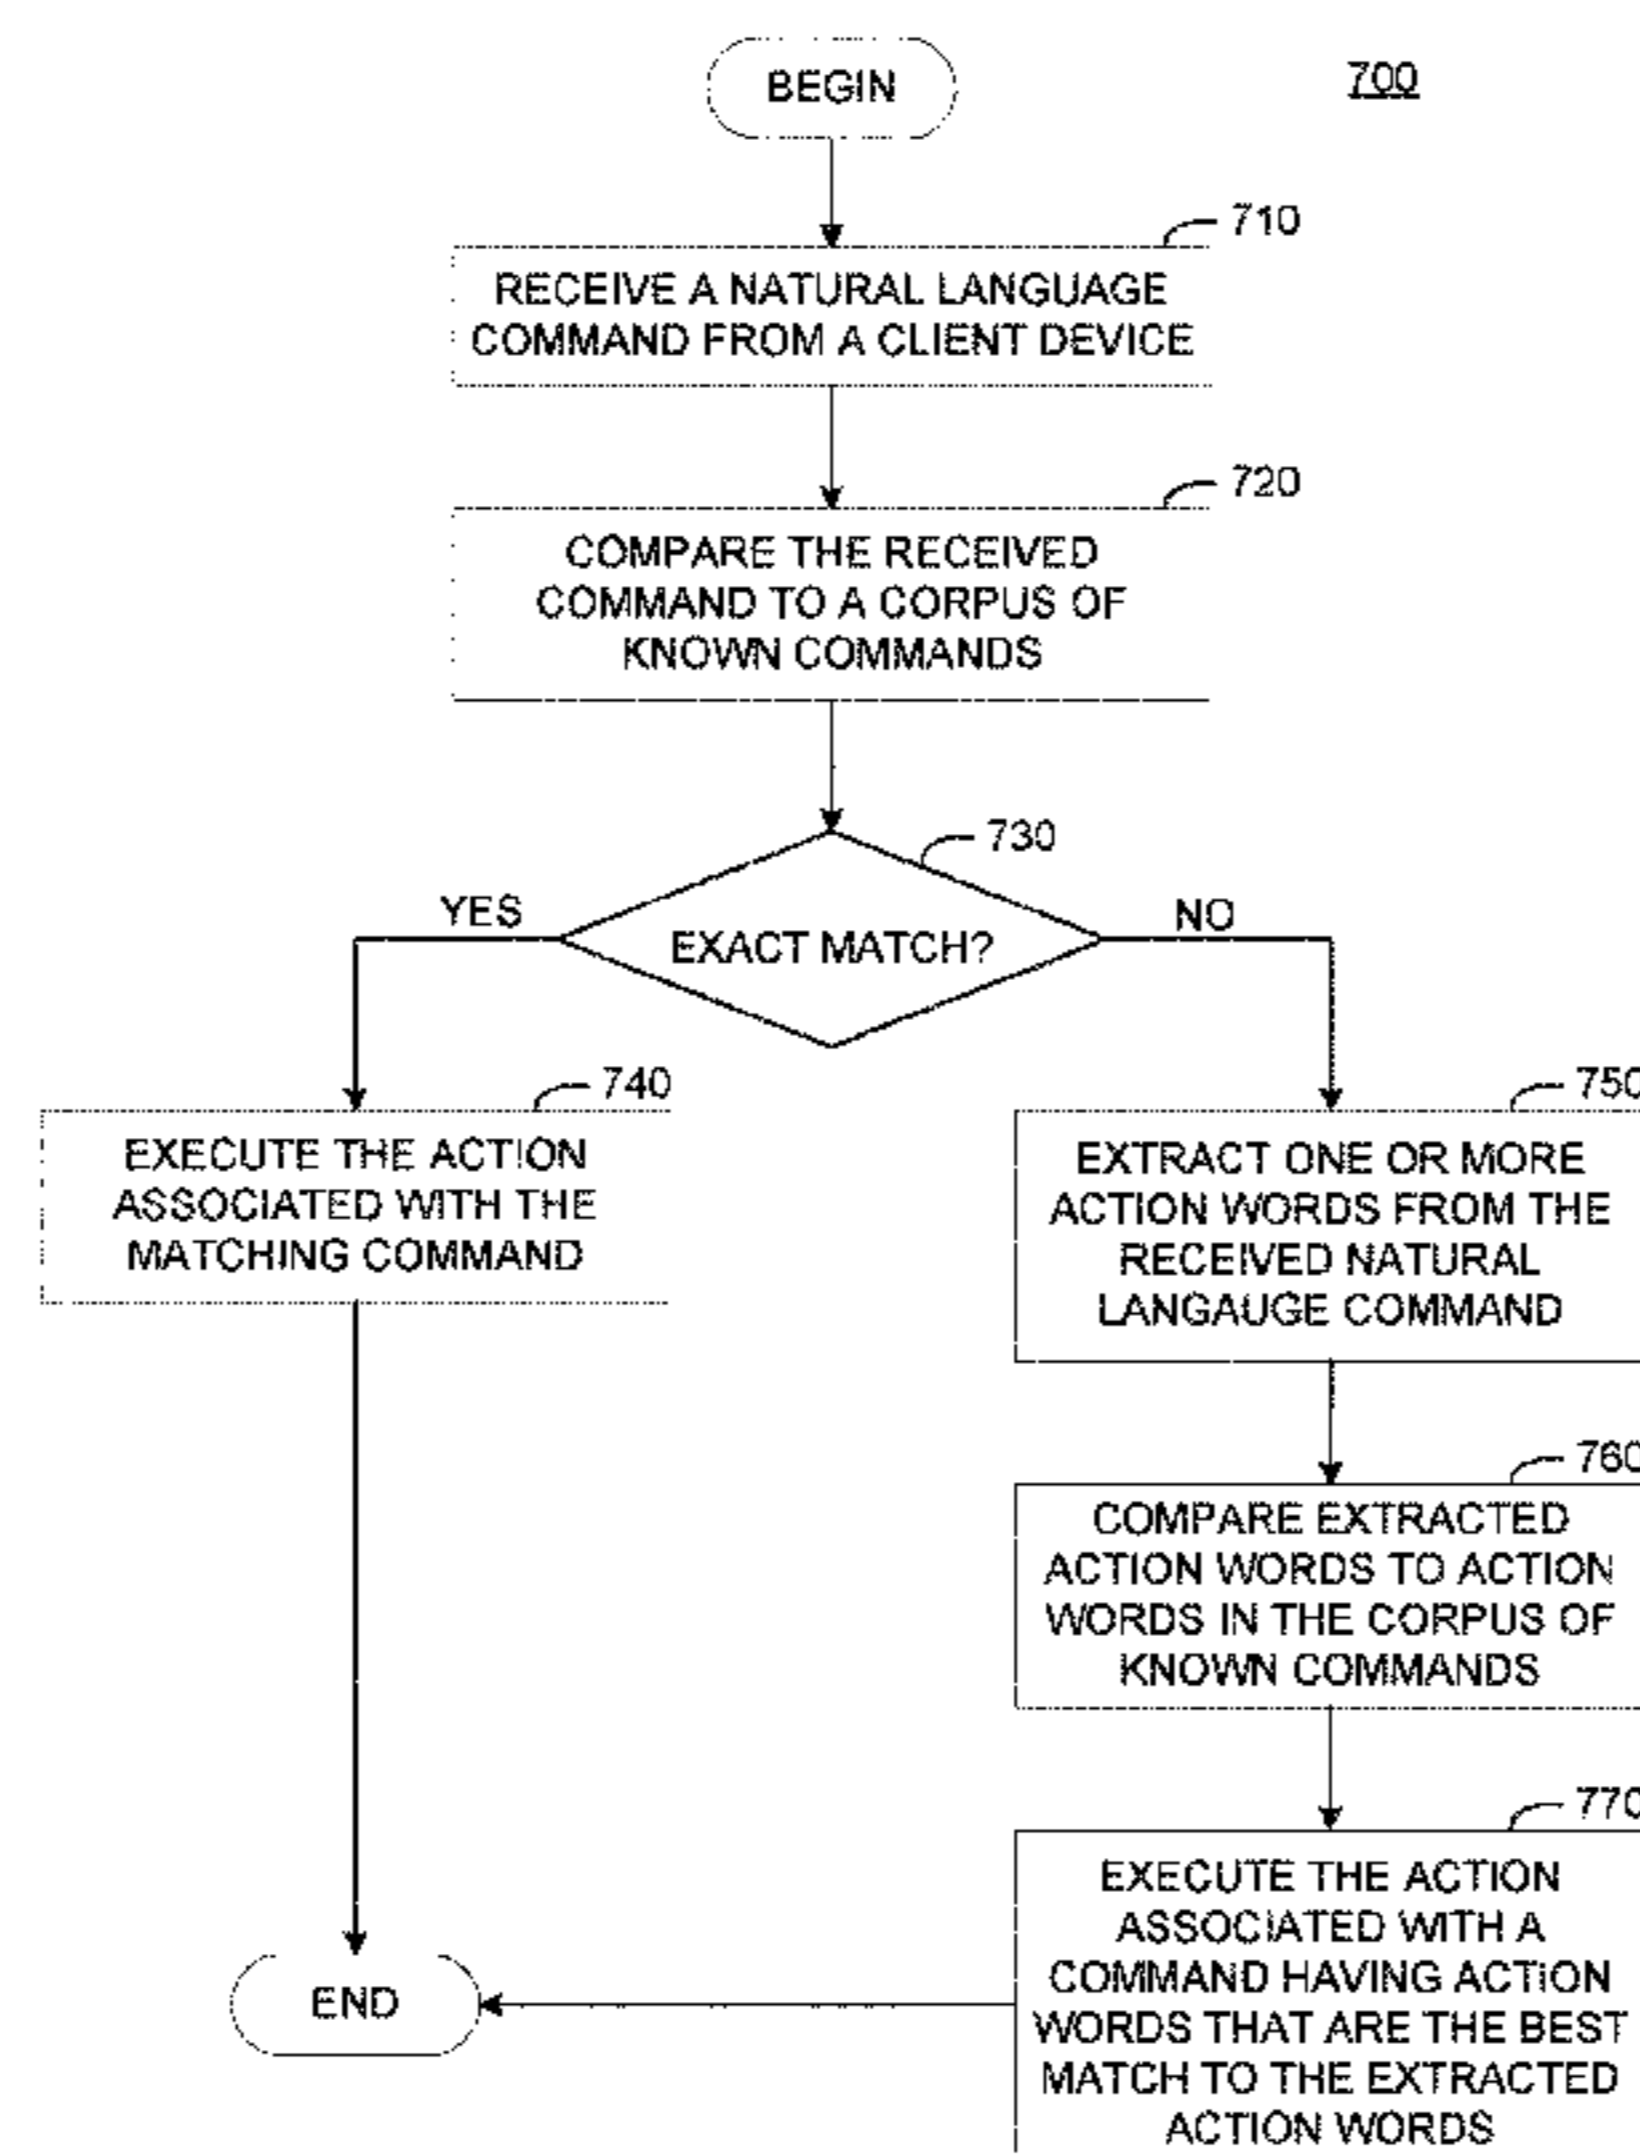 BEGIN
700
710
RECEIVE A NATURAL LANGUAGE
COMMAND FROM A CLIENT DEVICE
720
COMPARE THE RECEIVED
COMMAND TO A CORPUS OF
KNOWN COMMANDS
730
YES
EXACT MATCH?
NO
740
EXECUTE THE ACTION
ASSOCIATED WITH THE
MATCHING COMMAND
750
EXTRACT ONE OR MORE
ACTION WORDS FROM THE
RECEIVED NATURAL
LANGAUGE COMMAND
760
COMPARE EXTRACTED
ACTION WORDS TO ACTION
WORDS IN THE CORPUS OF
KNOWN COMMANDS
770
EXECUTE THE ACTION
ASSOCIATED WITH A
COMMAND HAVING ACTION
WORDS THAT ARE THE BEST
MATCH TO THE EXTRACTED
ACTION WORDS
END